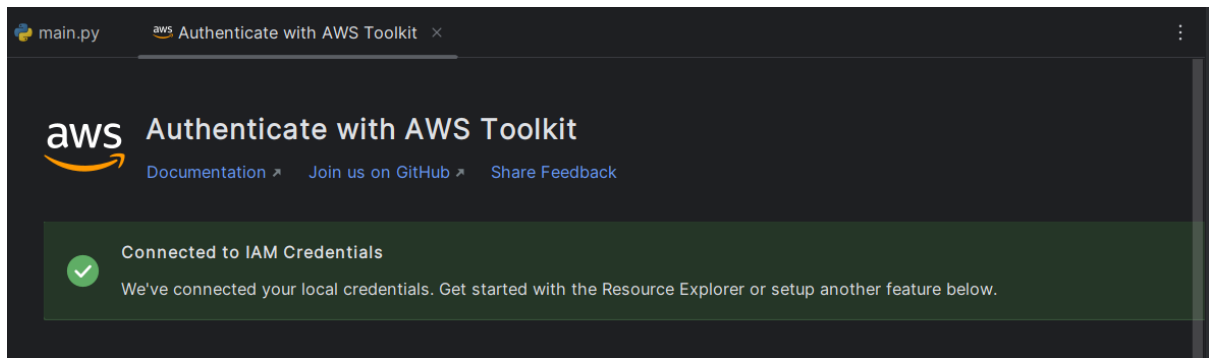 main.py
aws Authenticate with AWS Toolkit
aws
Authenticate with AWS Toolkit
Documentation Join us on GitHub Share Feedback
Connected to IAM Credentials
We've connected your local credentials. Get started with the Resource Explorer or setup another feature below.